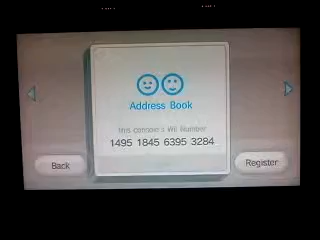 Address Book
This console's Wii Number
1495 1845 6395 3284
Back
Register